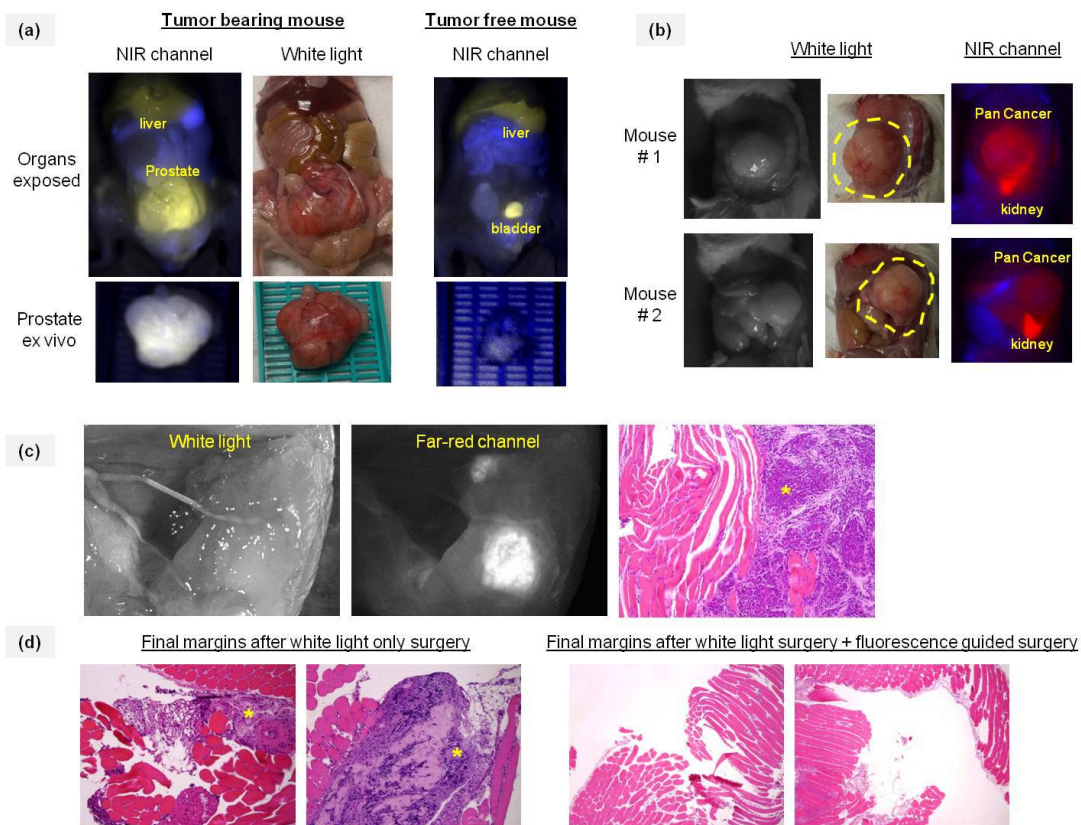 (a)
Tumor bearing mouse
Tumor free mouse
NIR channel
White light
NIR channel
Organs
exposed
liver
Prostate
liver
bladder
Prostate
ex vivo
(b)
White light
NIR channel
Mouse
# 1
Pan Cancer
kidney
Mouse
# 2
Pan Cancer
kidney
(c)
White light
Far-red channel
*
(d)
Final margins after white light only surgery
Final margins after white light surgery + fluorescence guided surgery
*
*